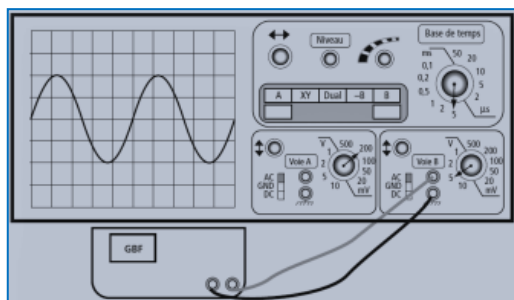 Niveau
Base de temps
ms 50 20
0,1 10
0,2 5
0,5 2
1 2 5 µs
A XY Dual –B B
V 500
1 200
Voie A 2 100
AC 50
GND 5 20
DC 10 mV
V 500
1 200
Voie B 2 100
AC 50
GND 5 20
DC 10 mV
GBF